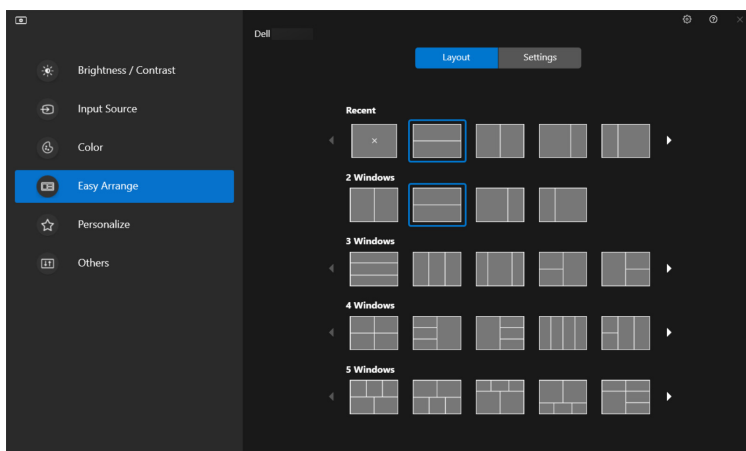 Dell
Layout
Settings
Brightness / Contrast
Input Source
Color
Easy Arrange
Personalize
Others
Recent
2 Windows
3 Windows
4 Windows
5 Windows